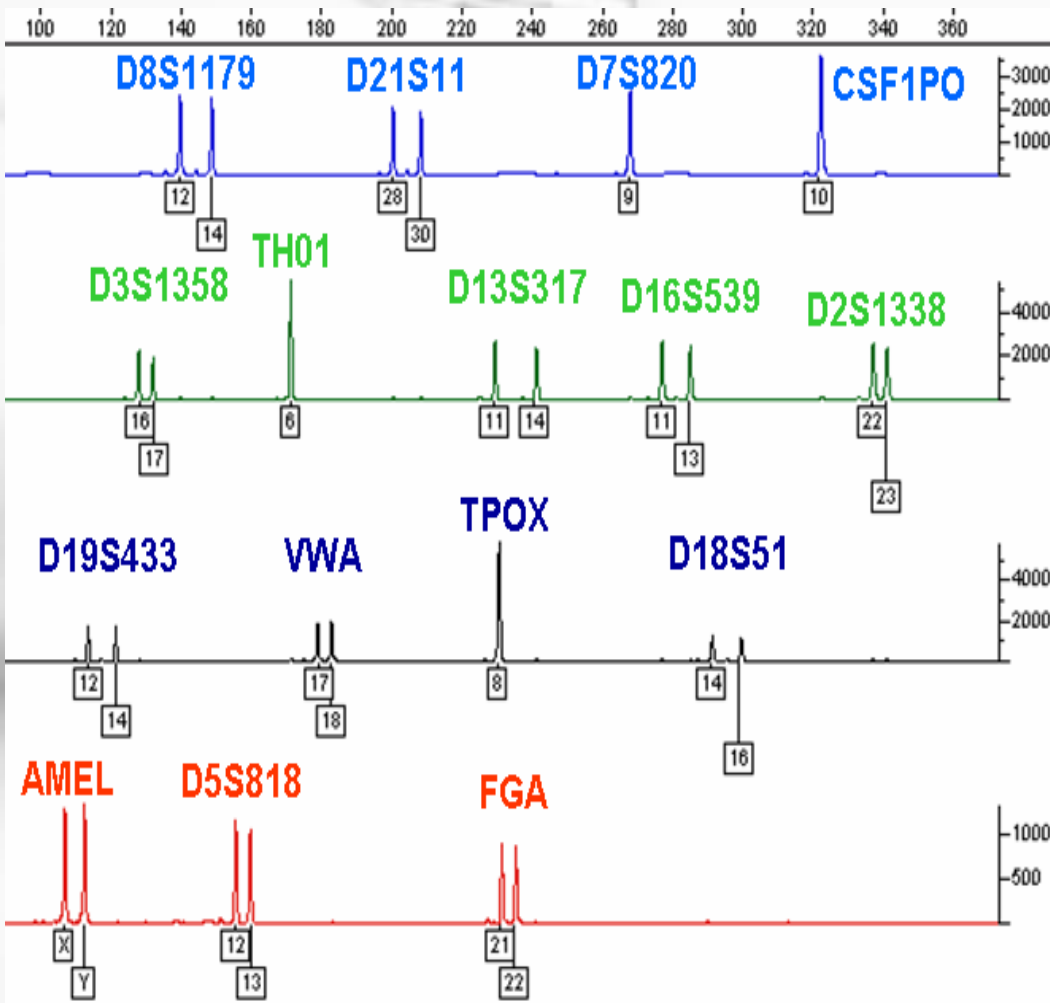 100 120 140 160 180 200 220 240 260 280 300 320 340 360
D8S1179 D21S11 D7S820 CSF1PO
3000
2000
1000
12 28 9 10
14 30
TH01
D3S1358 D13S317 D16S539 D2S1338
4000
2000
16 6 11 14 11 22
17 13
23
TPOX
D19S433 VWA D18S51
4000
2000
12 17 8 14
14 18
16
AMEL D5S818 FGA
1000
500
X 12 21
Y 13 22